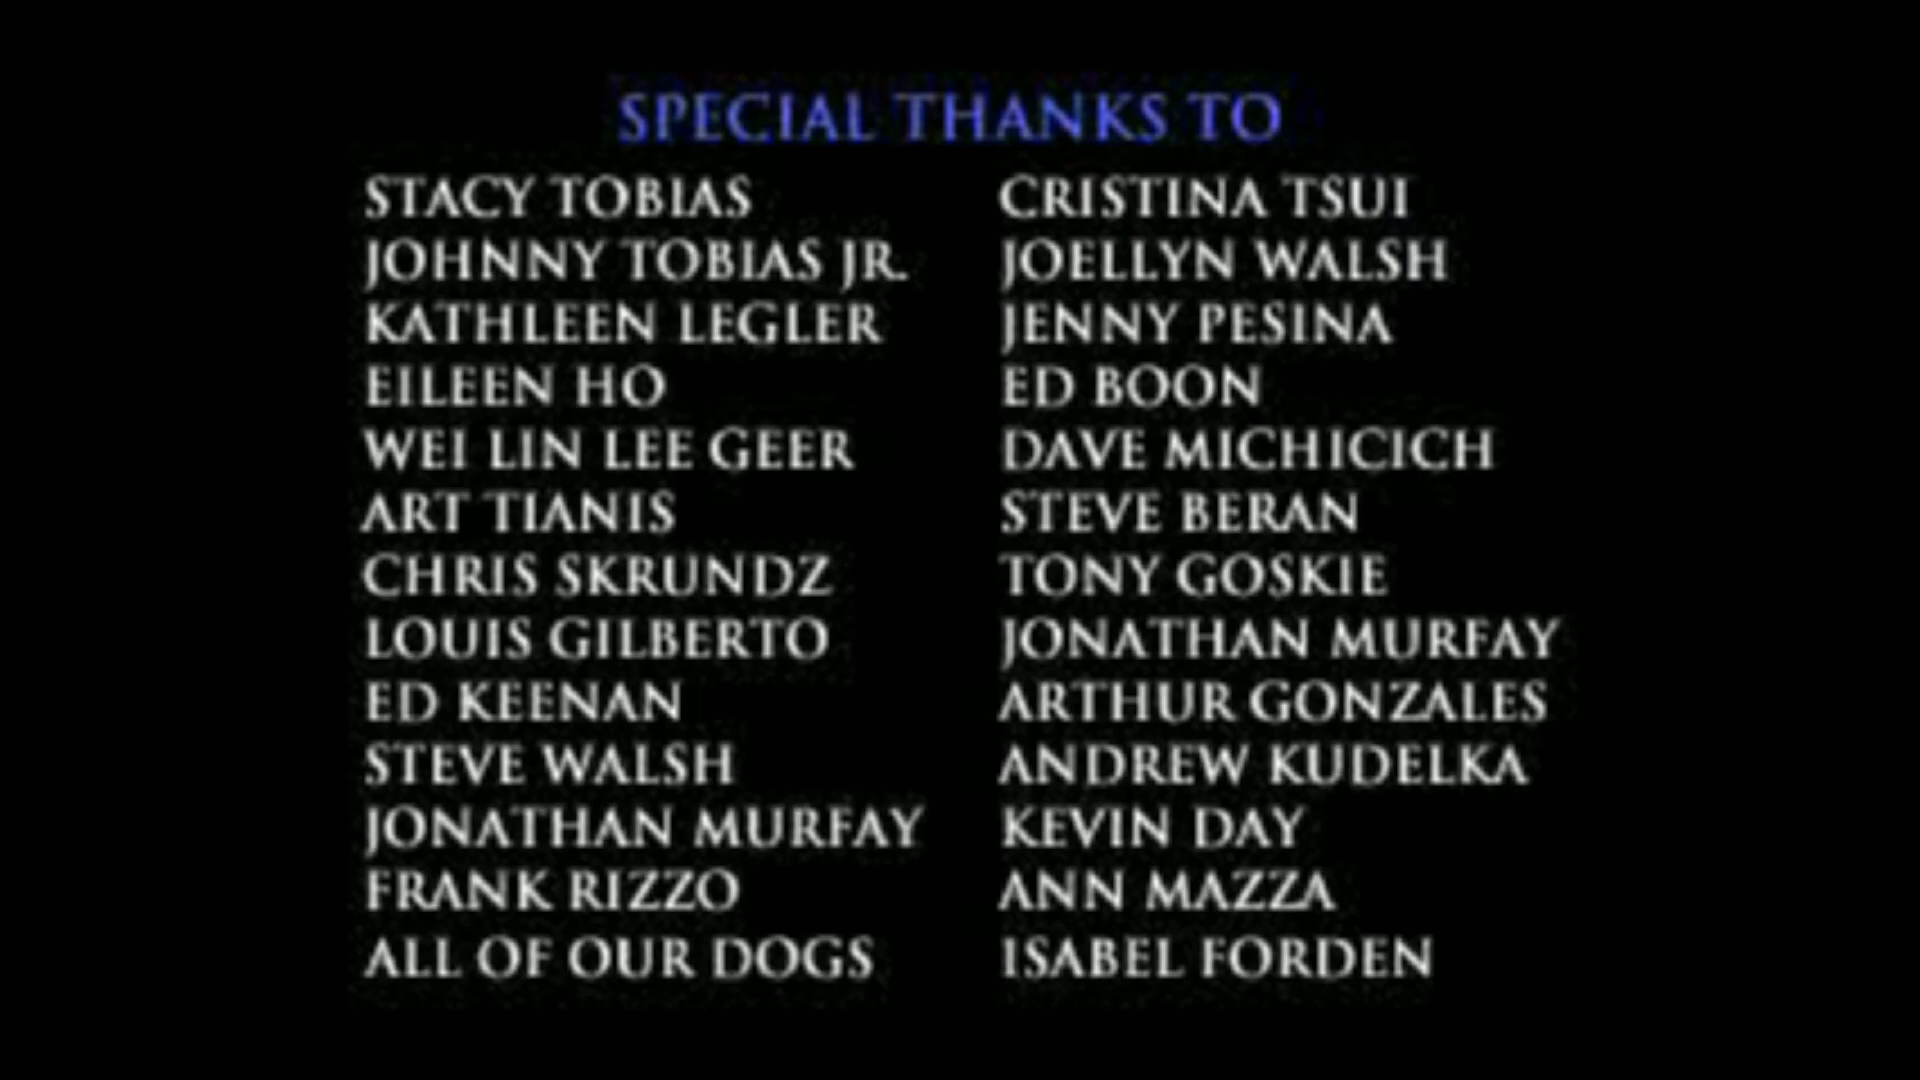 SPECIAL THANKS TO
STACY TOBIAS
JOHNNY TOBIAS JR.
KATHLEEN LEGLER
EILEEN HO
WEI LIN LEE GEER
ART TIANIS
CHRIS SKRUNDZ
LOUIS GILBERTO
ED KEENAN
STEVE WALSH
JONATHAN MURFAY
FRANK RIZZO
ALL OF OUR DOGS
CRISTINA TSUI
JOELLYN WALSH
JENNY PESINA
ED BOON
DAVE MICHICICH
STEVE BERAN
TONY GOSKIE
JONATHAN MURFAY
ARTHUR GONZALES
ANDREW KUDELKA
KEVIN DAY
ANN MAZZA
ISABEL FORDEN